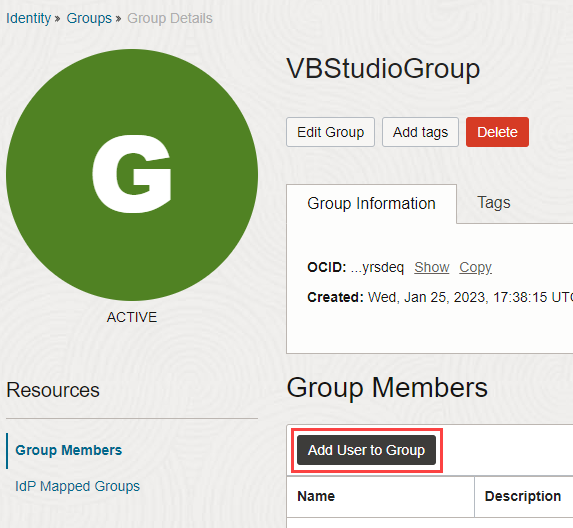 Identity » Groups » Group Details
G
ACTIVE
VBStudioGroup
Edit Group Add tags Delete
Group Information Tags
OCID: ...yrsdeq Show Copy
Created: Wed, Jan 25, 2023, 17:38:15 UTC
Resources
Group Members
IdP Mapped Groups
Group Members
Add User to Group
Name Description